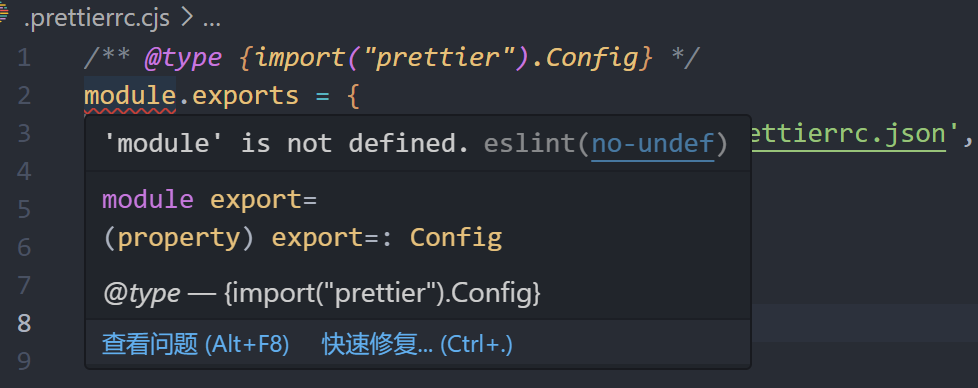 .prettierrc.cjs > ...
1 /** @type {import("prettier").Config} */
2 module.exports = {
3 ettierrc.json',
4
5
6
7
8
9
'module' is not defined. eslint(no-undef)
module export=
(property) export=: Config
@type — {import("prettier").Config}
查看问题 (Alt+F8) 快速修复... (Ctrl+.)